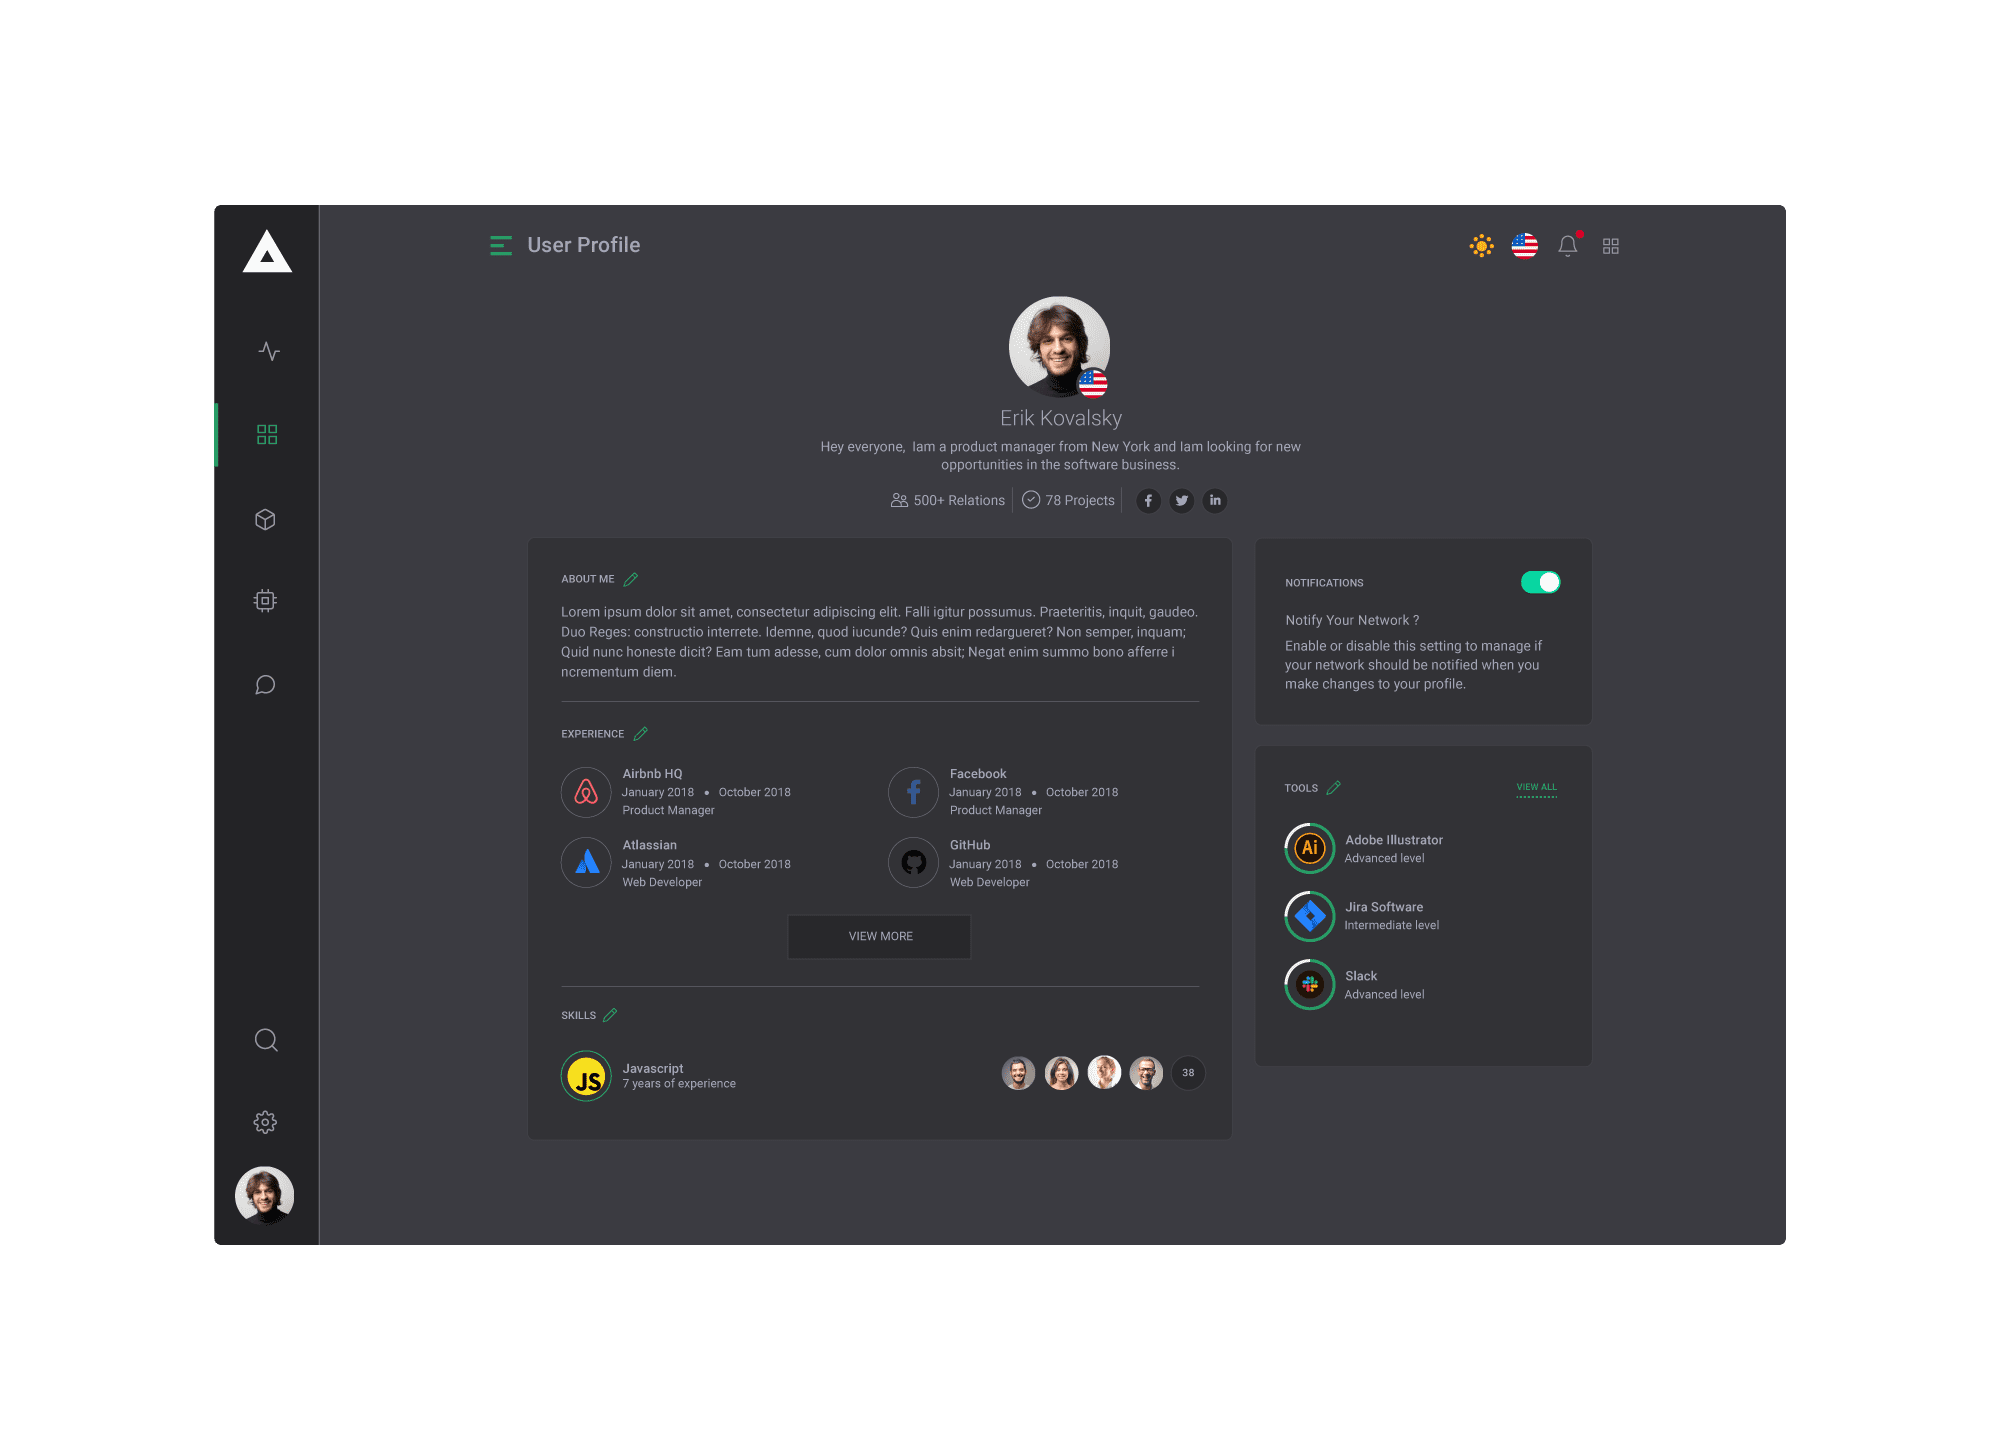 User Profile
Erik Kovalsky
Hey everyone, Iam a product manager from New York and Iam looking for new
opportunities in the software business.
500+ Relations
78 Projects
f
in
ABOUT ME
Lorem ipsum dolor sit amet, consectetur adipiscing elit. Falli igitur possumus. Praeteritis, inquit, gaudeo.
Duo Reges: constructio interrete. Idemne, quod iucunde? Quis enim redargueret? Non semper, inquam;
Quid nunc honeste dicit? Eam tum adesse, cum dolor omnis absit; Negat enim summo bono afferre i
ncrementum diem.
EXPERIENCE
Airbnb HQ
January 2018 • October 2018
Product Manager
Facebook
January 2018 • October 2018
Product Manager
Atlassian
January 2018 • October 2018
Web Developer
GitHub
January 2018 • October 2018
Web Developer
VIEW MORE
SKILLS
JS
Javascript
7 years of experience
38
NOTIFICATIONS
Notify Your Network ?
Enable or disable this setting to manage if
your network should be notified when you
make changes to your profile.
TOOLS
VIEW ALL
Ai
Adobe Illustrator
Advanced level
Jira Software
Intermediate level
Slack
Advanced level